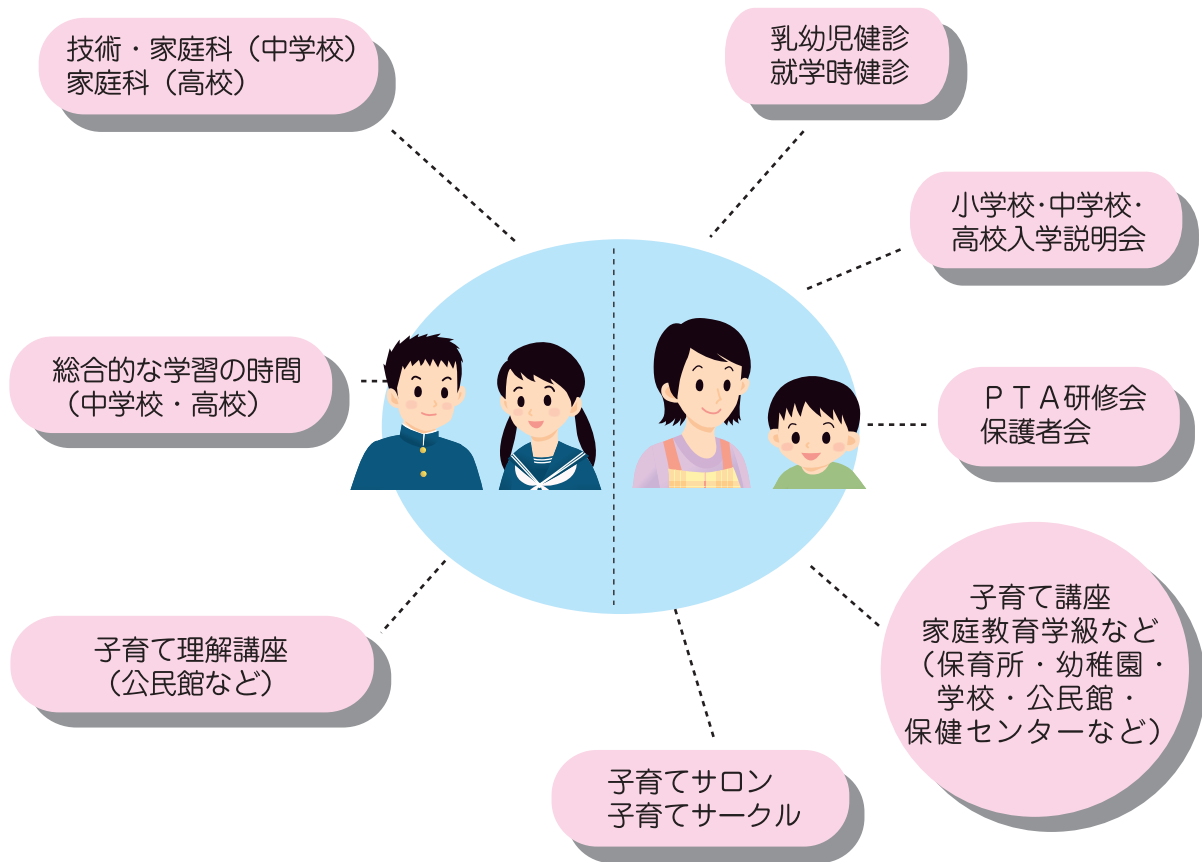 技術・家庭科（中学校）
家庭科（高校）
乳幼児健診
就学時健診
小学校・中学校・
高校入学説明会
総合的な学習の時間
（中学校・高校）
ＰＴＡ研修会
保護者会
子育て講座
家庭教育学級など
（保育所・幼稚園・
学校・公民館・
保健センターなど）
子育て理解講座
（公民館など）
子育てサロン
子育てサークル